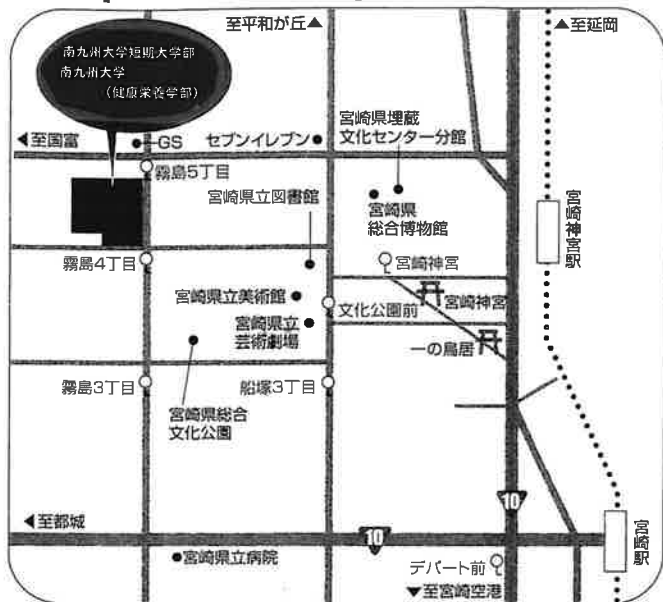 至平和が丘▲
▲至延岡
南九州大学短期大学部
南九州大学
（健康栄養学部）
◀至国富
GS
セブンイレブン
宮崎県埋蔵
文化センター分館
霧島5丁目
宮崎県立図書館
宮崎県
総合博物館
宮崎神宮駅
霧島4丁目
宮崎神宮
宮崎県立美術館
文化公園前
宮崎神宮
宮崎県立
芸術劇場
一の鳥居
霧島3丁目
船塚3丁目
宮崎県総合
文化公園
10
◀至都城
10
宮崎駅
宮崎県立病院
デパート前
▼至宮崎空港